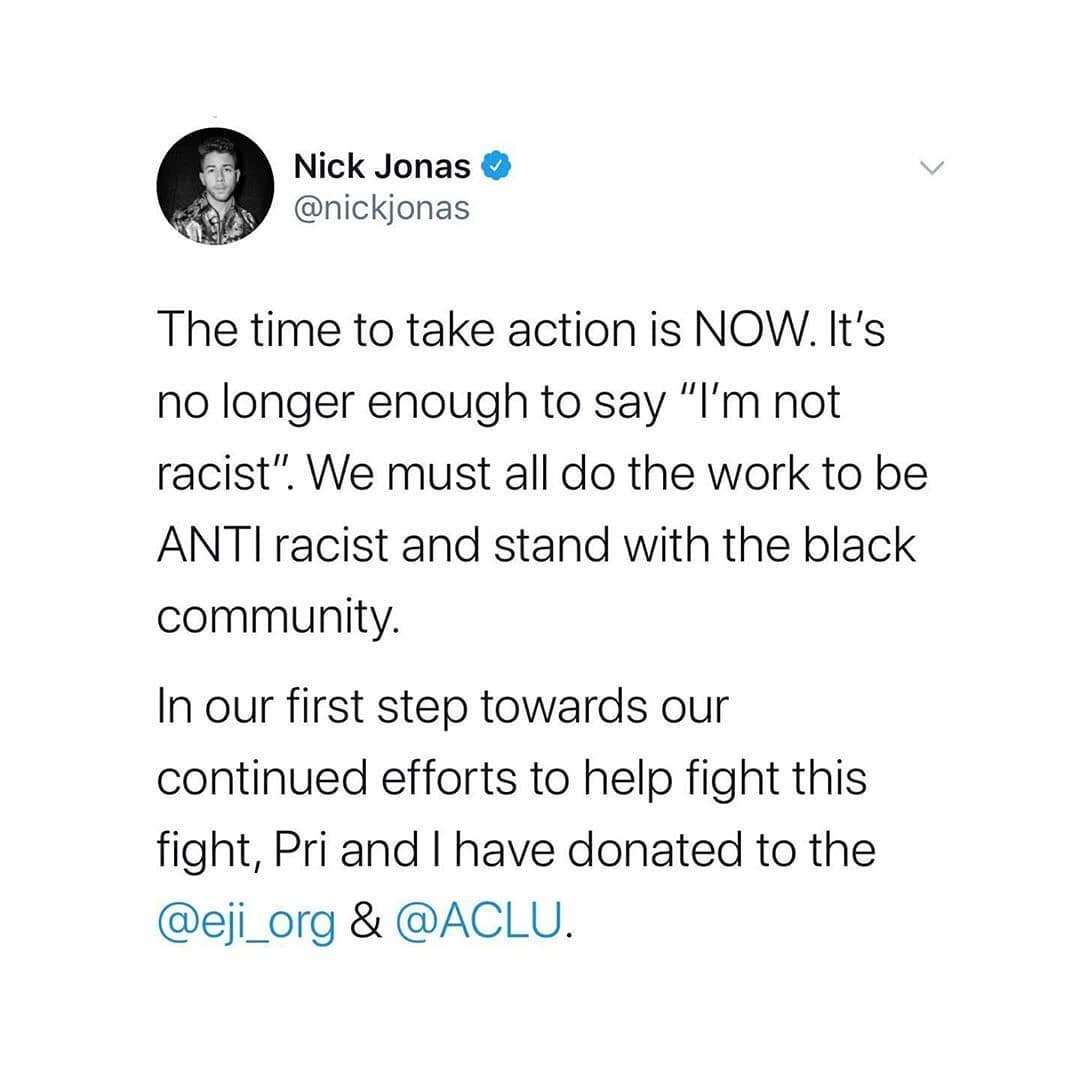 Nick Jonas
@nickjonas
The time to take action is NOW. It’s
no longer enough to say “I’m not
racist”. We must all do the work to be
ANTI racist and stand with the black
community.
In our first step towards our
continued efforts to help fight this
fight, Pri and I have donated to the
@eji_org & @ACLU.